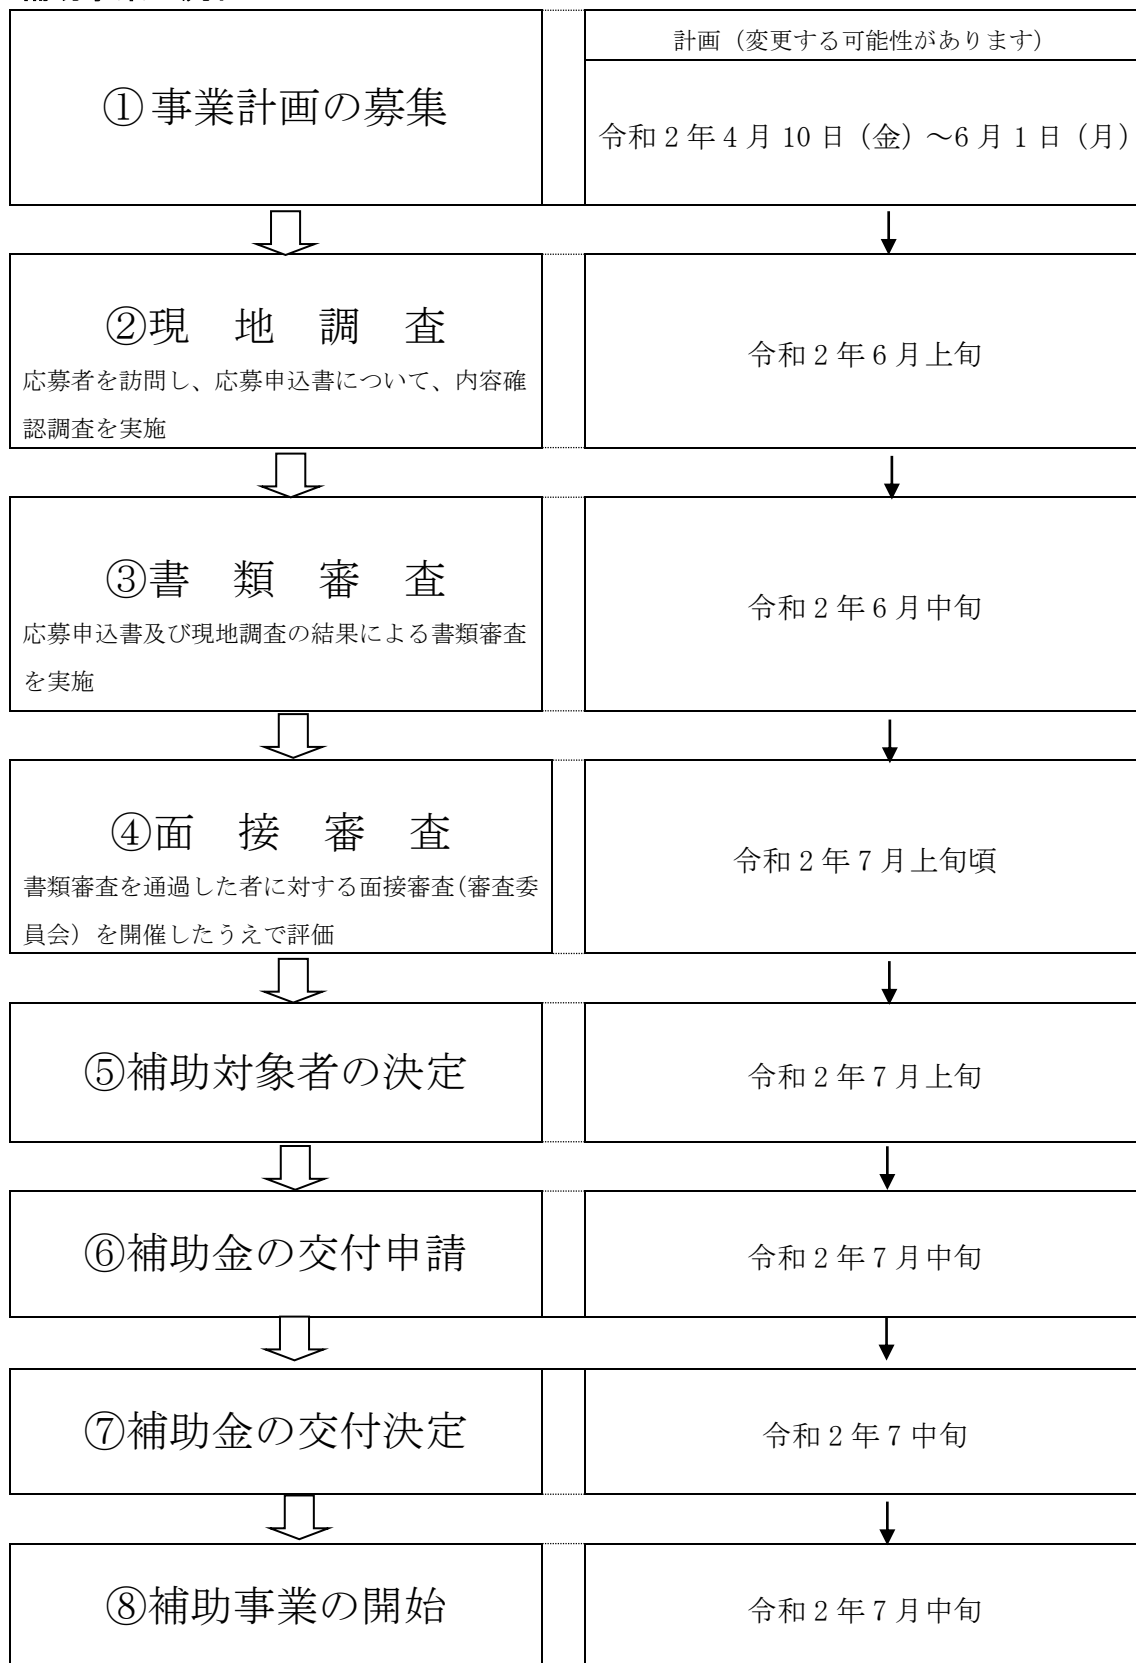 計画（変更する可能性があります）
①事業計画の募集
令和２年４月10日（金）～6月１日（月）
②現　地　調　査
応募者を訪問し、応募申込書について、内容確
認調査を実施
令和２年６月上旬
③書　類　審　査
応募申込書及び現地調査の結果による書類審査
を実施
令和２年６月中旬
④面　接　審　査
書類審査を通過した者に対する面接審査(審査委
員会）を開催したうえで評価
令和２年７月上旬頃
⑤補助対象者の決定
令和２年７月上旬
⑥補助金の交付申請
令和２年７月中旬
⑦補助金の交付決定
令和２年７中旬
⑧補助事業の開始
令和２年７月中旬